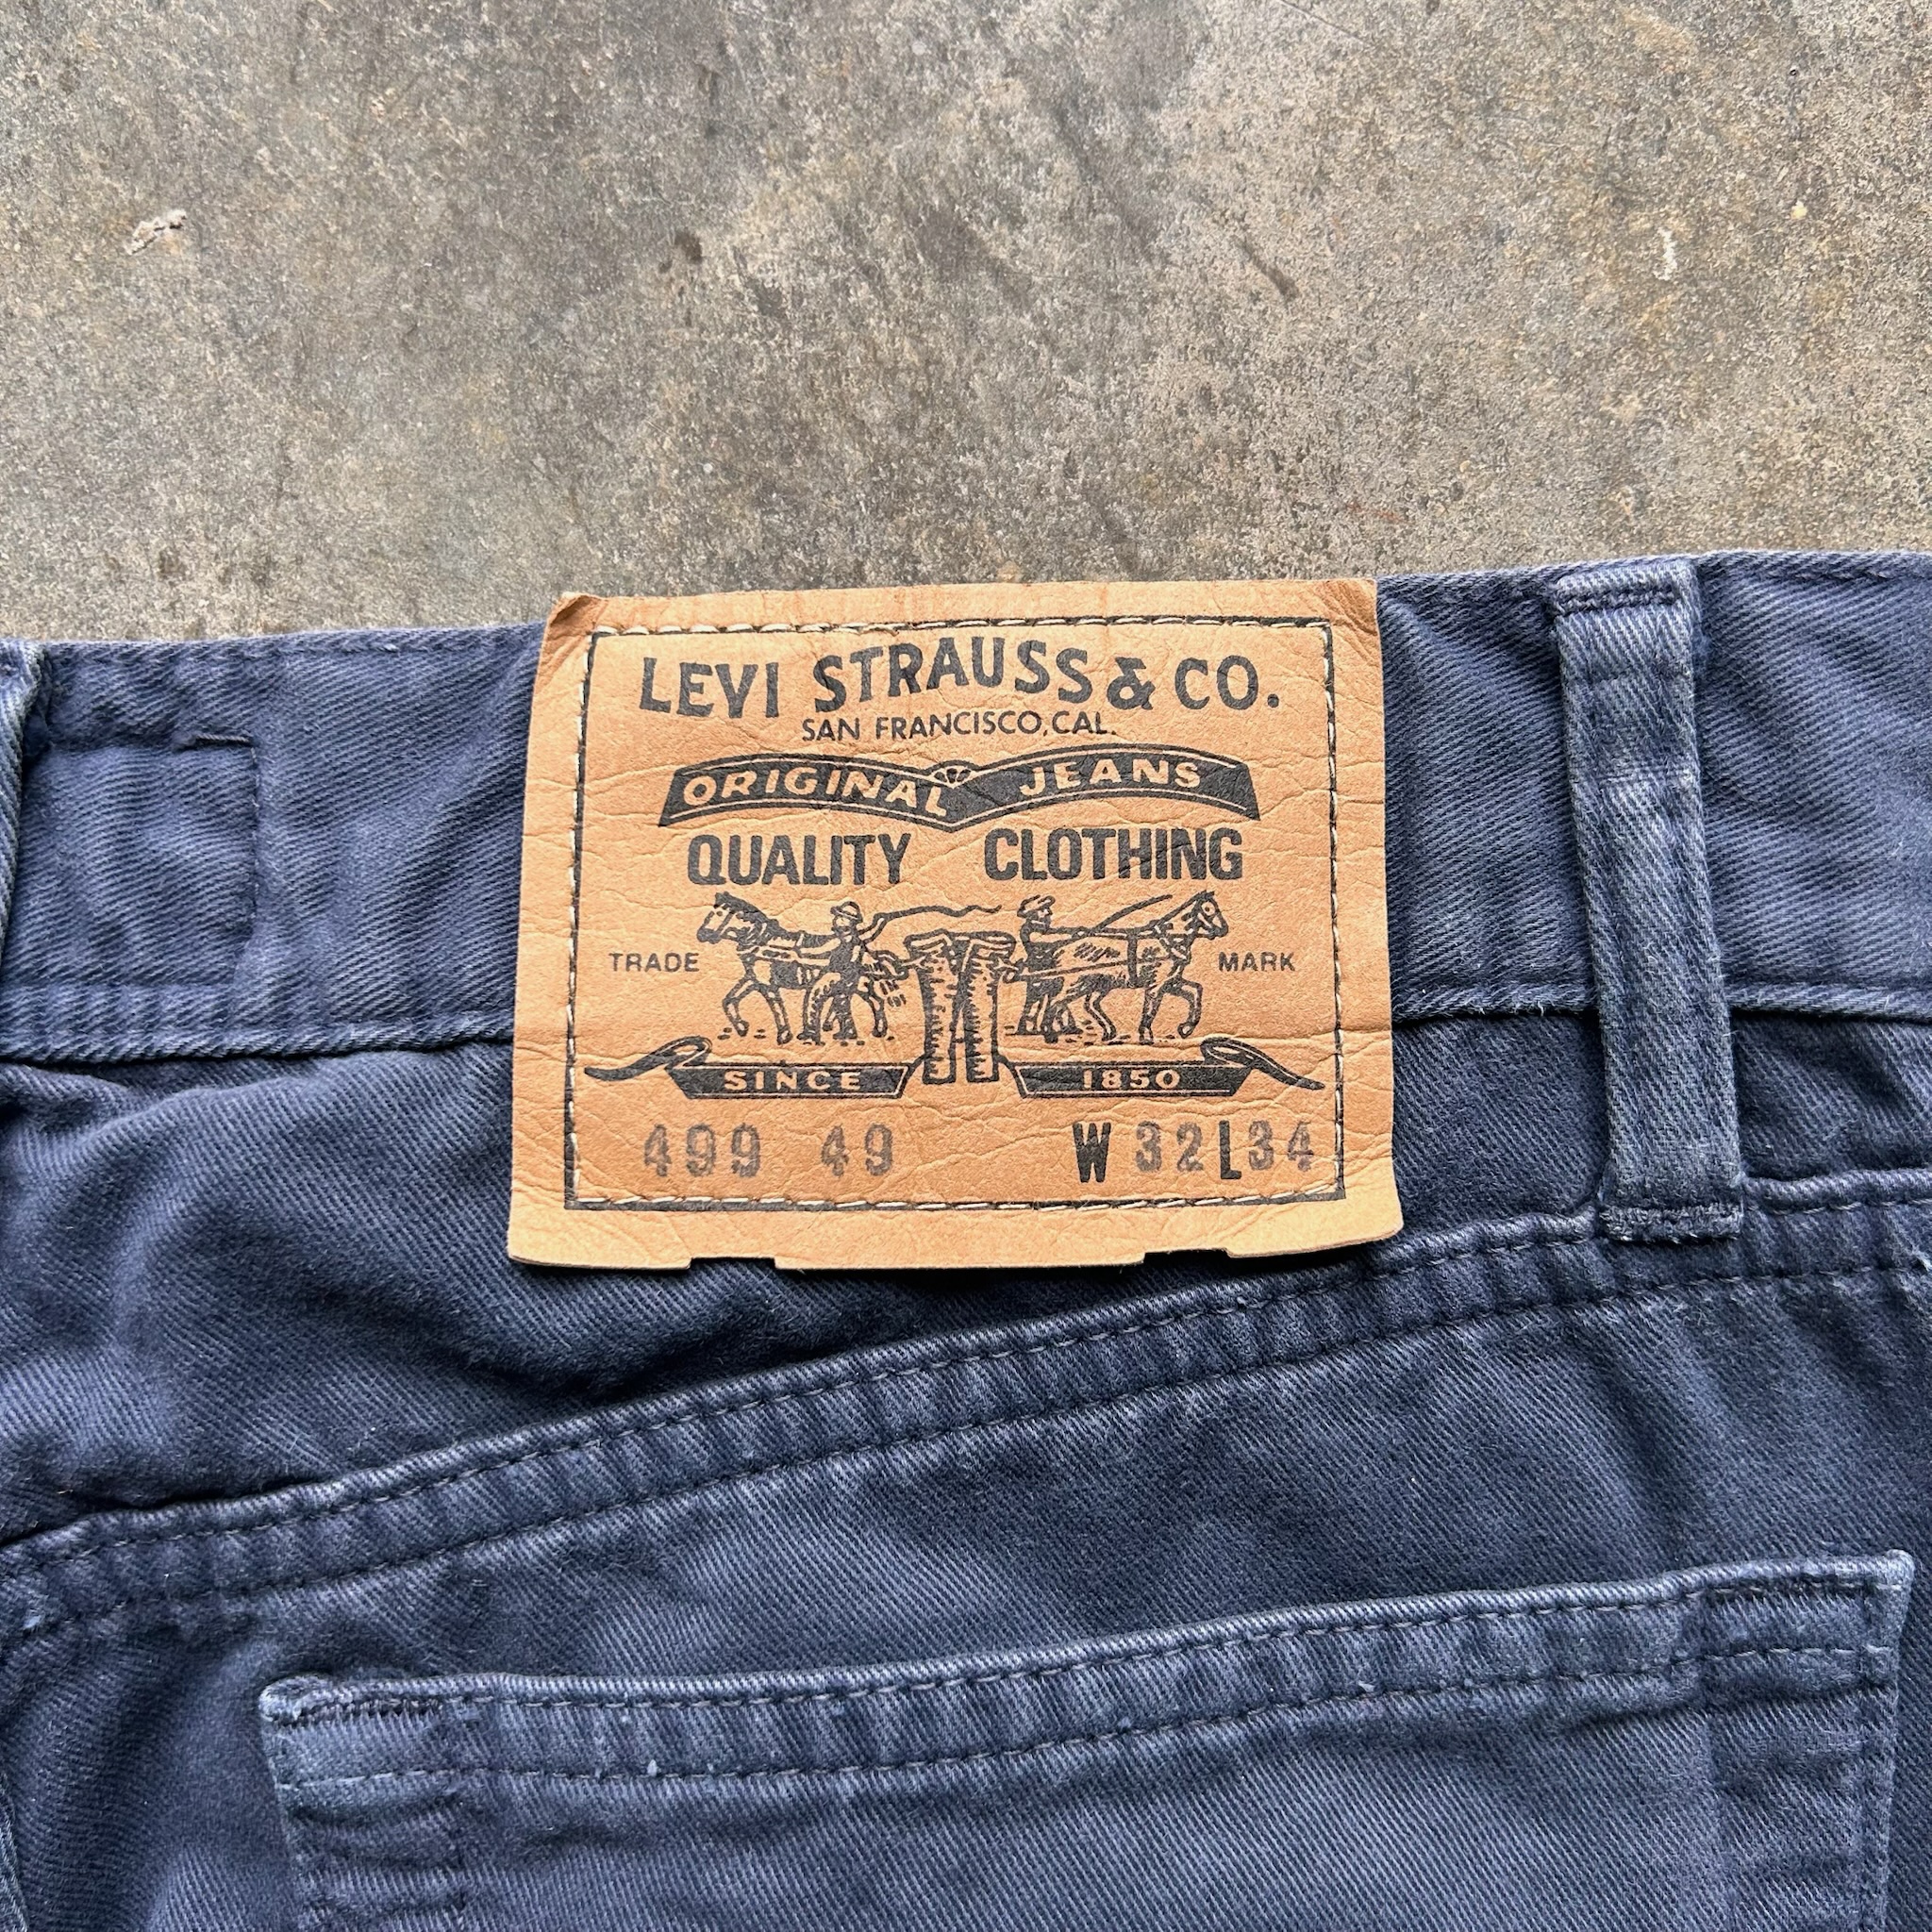 LEVI STRAUSS & CO.
SAN FRANCISCO, CAL.
ORIGINAL JEANS
QUALITY CLOTHING
TRADE MARK
SINCE 1850
499 49 W 32 L 34